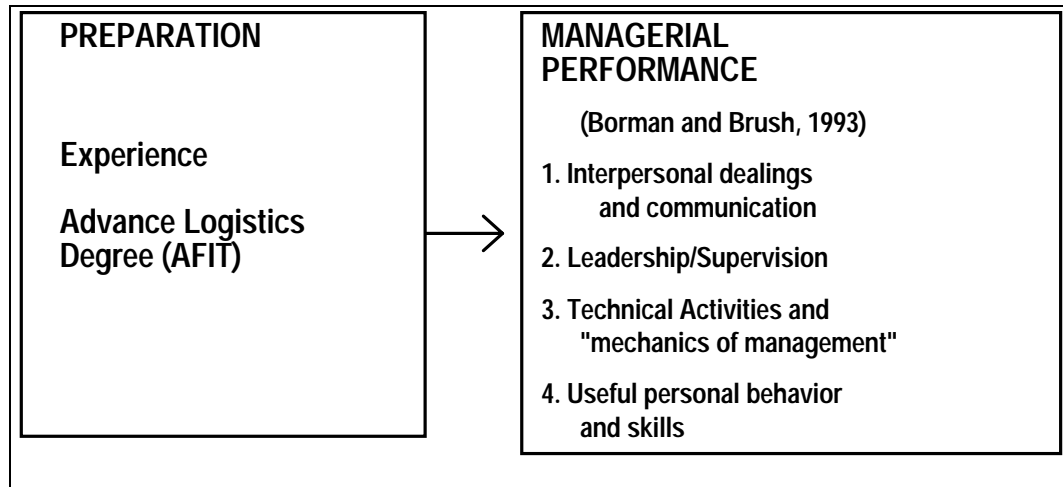 PREPARATION
Experience
Advance Logistics
Degree (AFIT)
MANAGERIAL
PERFORMANCE
(Borman and Brush, 1993)
1. Interpersonal dealings
and communication
2. Leadership/Supervision
3. Technical Activities and
"mechanics of management"
4. Useful personal behavior
and skills